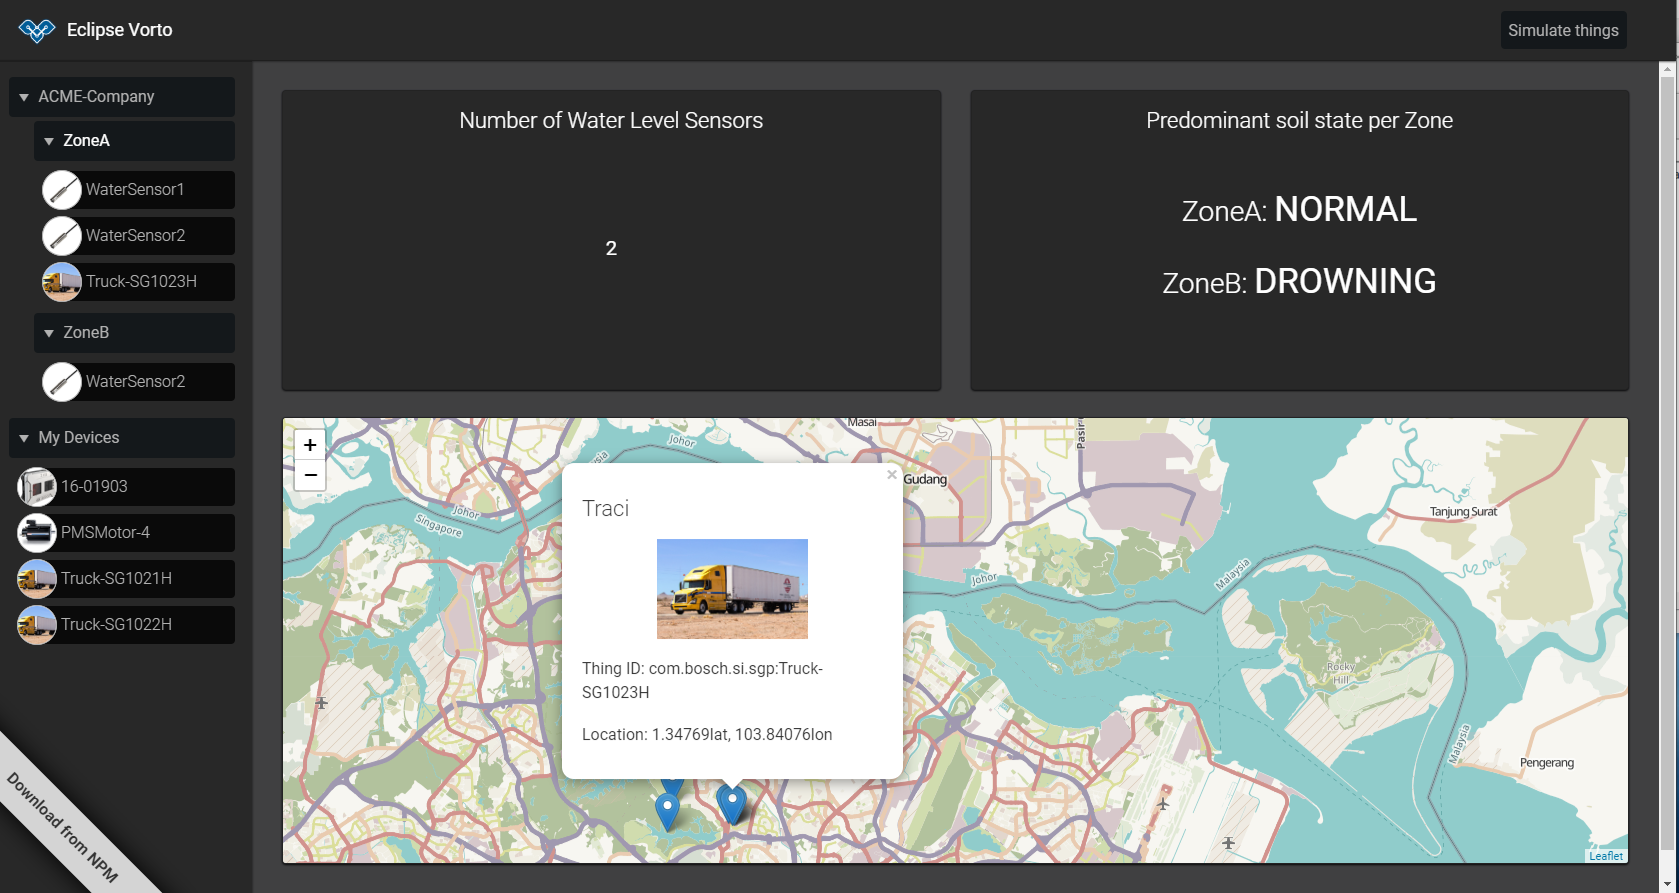 Eclipse Vorto
Simulate things
ACME-Company
ZoneA
WaterSensor1
WaterSensor2
Truck-SG1023H
ZoneB
WaterSensor2
My Devices
16-01903
PMSMotor-4
Truck-SG1021H
Truck-SG1022H
Download from NPM
Number of Water Level Sensors
2
Predominant soil state per Zone
ZoneA: NORMAL
ZoneB: DROWNING
+
−
Masai
Johor
Pasir
Gudang
Johor
Singapore
Tanjung Surat
Johor
Malaysia
Rocky
Hill
Malaysia
Pengerang
×
Traci
Thing ID: com.bosch.si.sgp:Truck-
SG1023H
Location: 1.34769lat, 103.84076lon
Leaflet